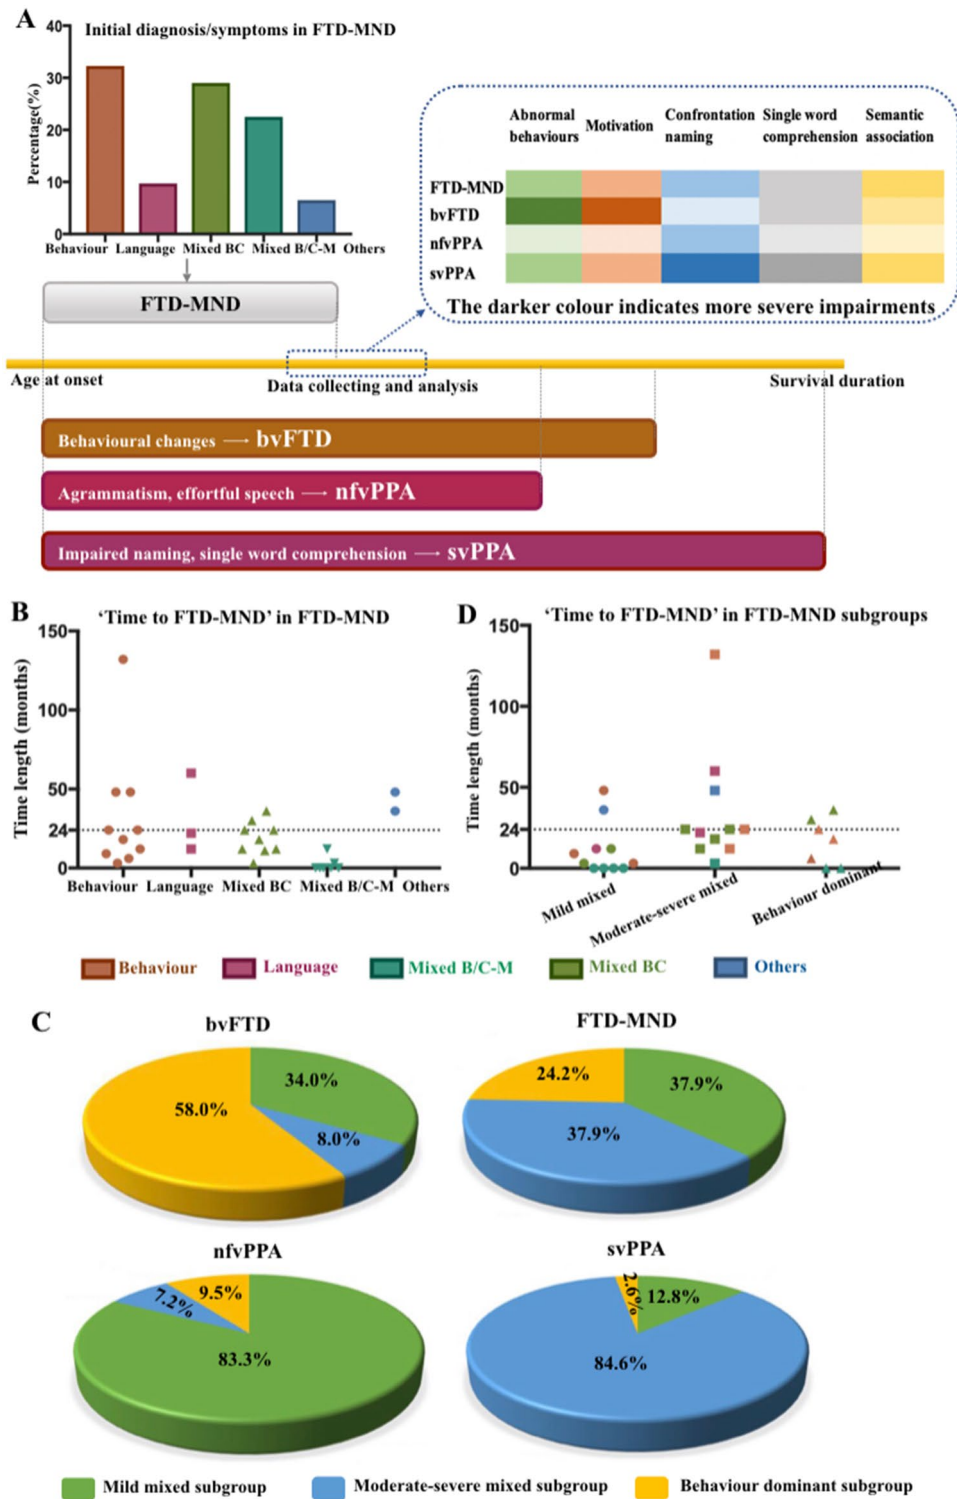 A
Initial diagnosis/symptoms in FTD-MND
Percentage(%)
40
30
20
10
0
Behaviour Language Mixed BC Mixed B/C-M Others
Abnormal behaviours
Motivation
Confrontation naming
Single word comprehension
Semantic association
FTD-MND
bvFTD
nfvPPA
svPPA
The darker colour indicates more severe impairments
FTD-MND
Age at onset
Data collecting and analysis
Survival duration
Behavioural changes → bvFTD
Agrammatism, effortful speech → nfvPPA
Impaired naming, single word comprehension → svPPA
B
‘Time to FTD-MND’ in FTD-MND
Time length (months)
150
100
50
24
0
Behaviour Language Mixed BC Mixed B/C-M Others
D
‘Time to FTD-MND’ in FTD-MND subgroups
Time length (months)
150
100
50
24
0
Mild mixed
Moderate-severe mixed
Behaviour dominant
Behaviour Language Mixed B/C-M Mixed BC Others
C
bvFTD
34.0%
8.0%
58.0%
FTD-MND
24.2%
37.9%
37.9%
nfvPPA
7.2%
9.5%
83.3%
svPPA
2.6%
12.8%
84.6%
Mild mixed subgroup Moderate-severe mixed subgroup Behaviour dominant subgroup